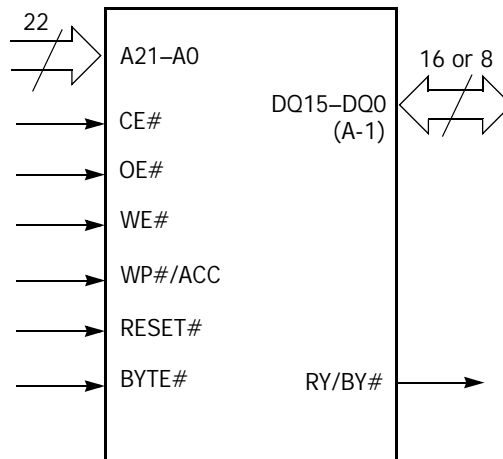 22
A21–A0
16 or 8
DQ15–DQ0
(A-1)
CE#
OE#
WE#
WP#/ACC
RESET#
BYTE#
RY/BY#